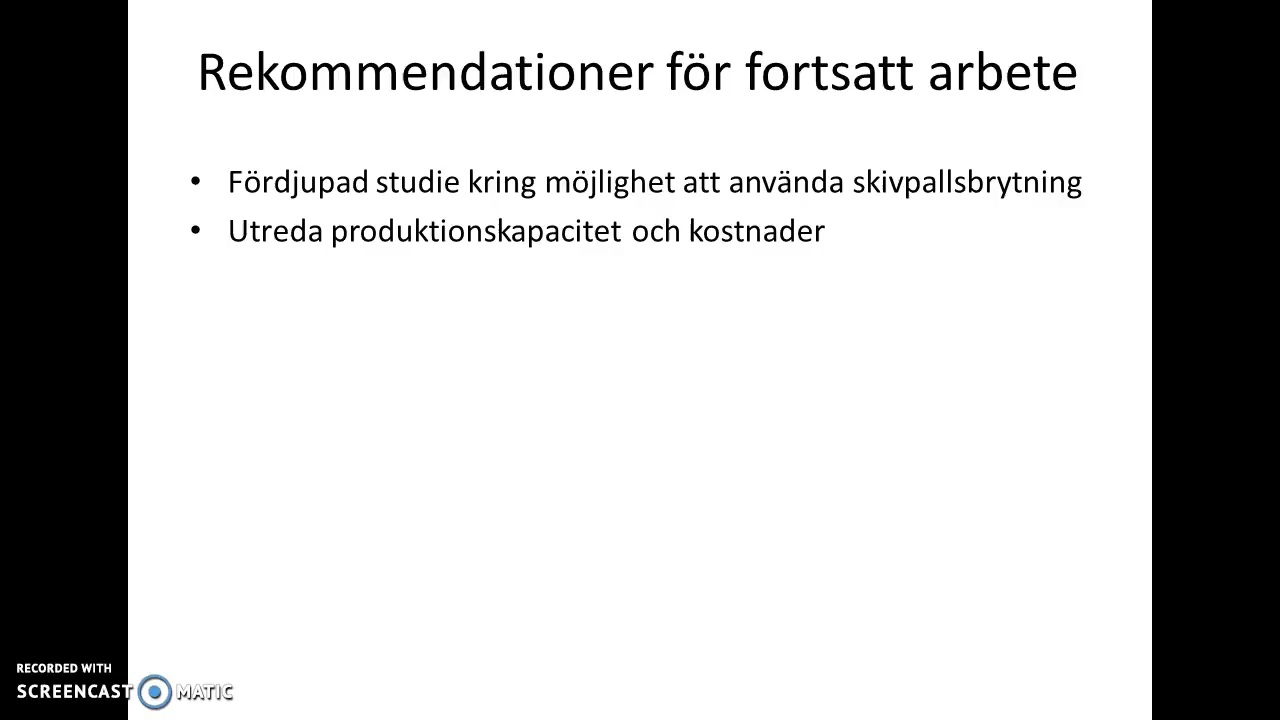 Rekommendationer för fortsatt arbete
• Fördjupad studie kring möjlighet att använda skivpallsbrytning
• Utreda produktionskapacitet och kostnader
RECORDED WITH
SCREENCAST MATIC